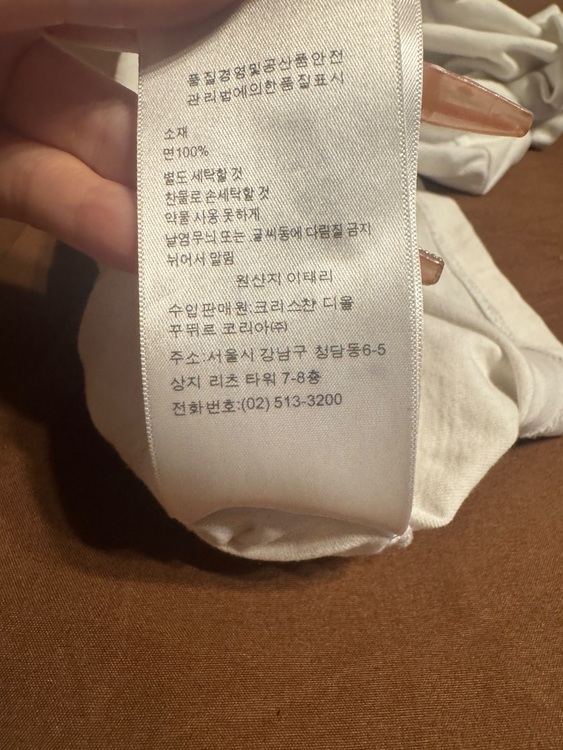 품질경영및공산품안전
관리법에의한품질표시
소재
면100%
별도 세탁할 것
찬물로 손세탁할 것
약물 사용 못하게
날염무늬 또는 글씨등에 다림질 금지
뉘어서 말림
원산지 이태리
수입판매원:크리스챤 디올
꾸뛰르 코리아㈜
주소:서울시 강남구 청담동6-5
상지 리츠 타워 7-8층
전화번호:(02) 513-3200